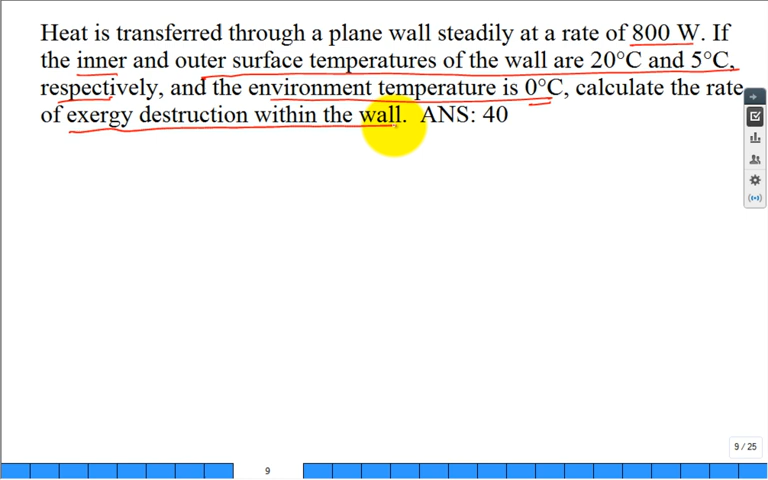 Heat is transferred through a plane wall steadily at a rate of 800 W. If
the inner and outer surface temperatures of the wall are 20°C and 5°C,
respectively, and the environment temperature is 0°C, calculate the rate
of exergy destruction within the wall. ANS: 40
9 / 25
9